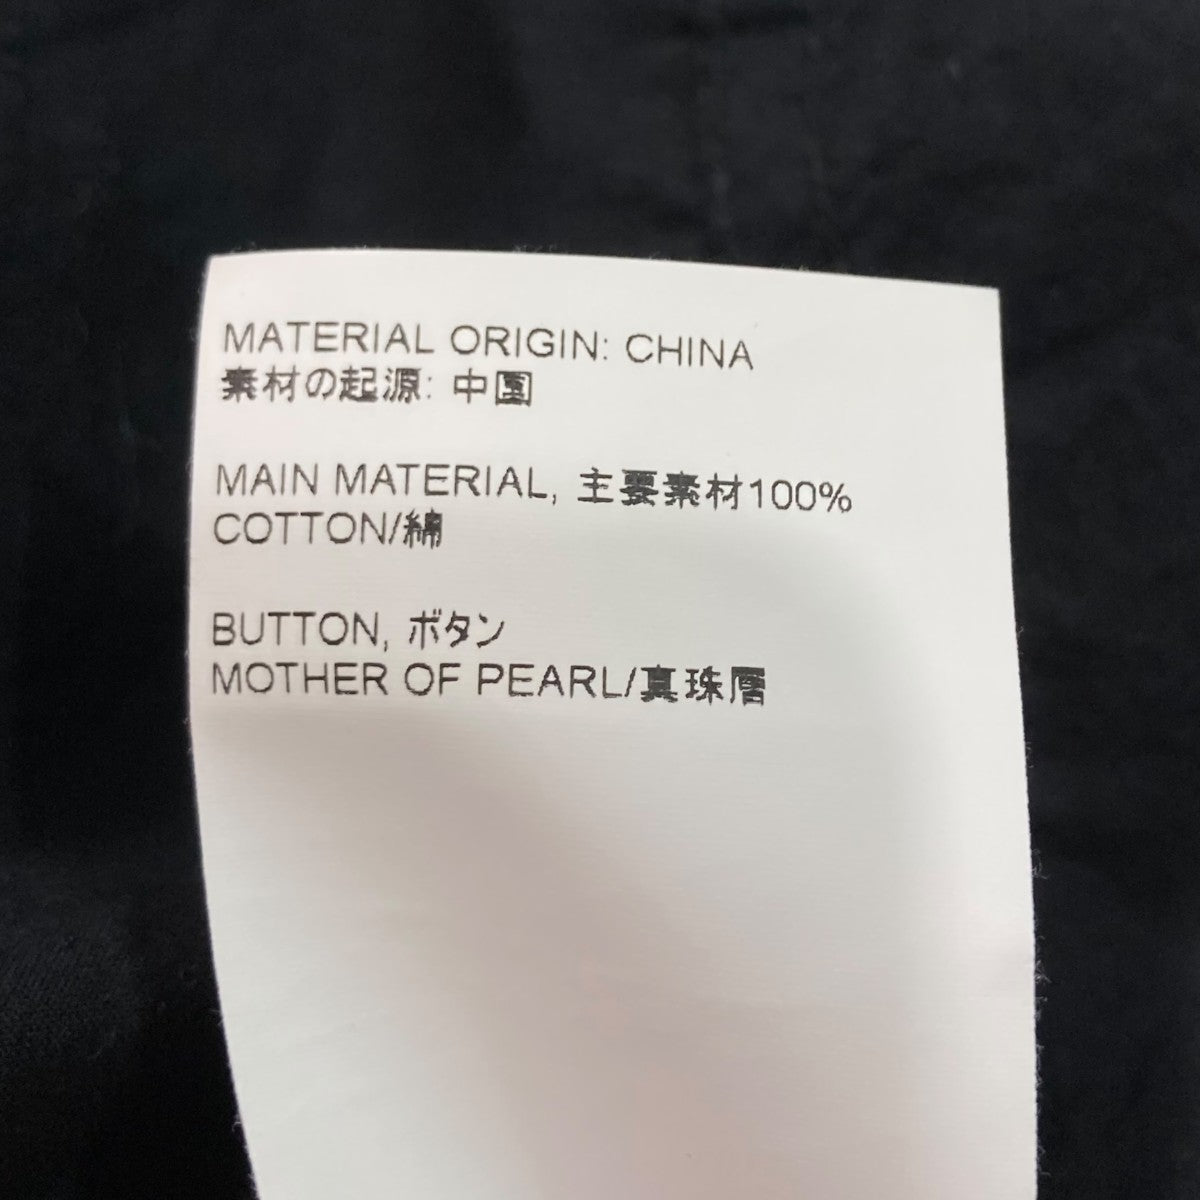 MATERIAL ORIGIN: CHINA
素材の起源: 中国
MAIN MATERIAL, 主要素材100%
COTTON/綿
BUTTON, ボタン
MOTHER OF PEARL/真珠層